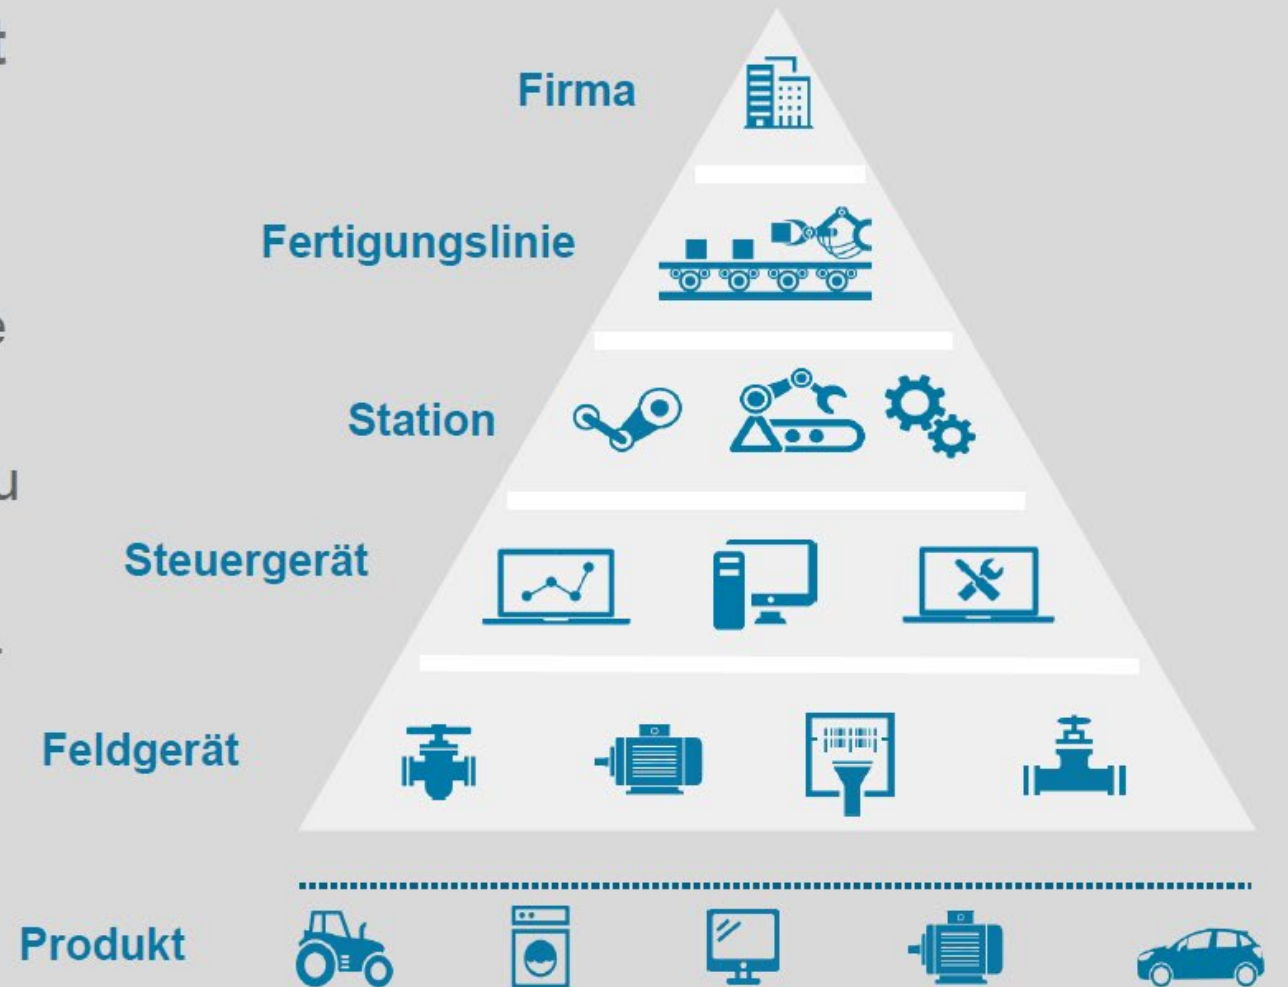 Firma
Fertigungslinie
Station
Steuergerät
Feldgerät
Produkt